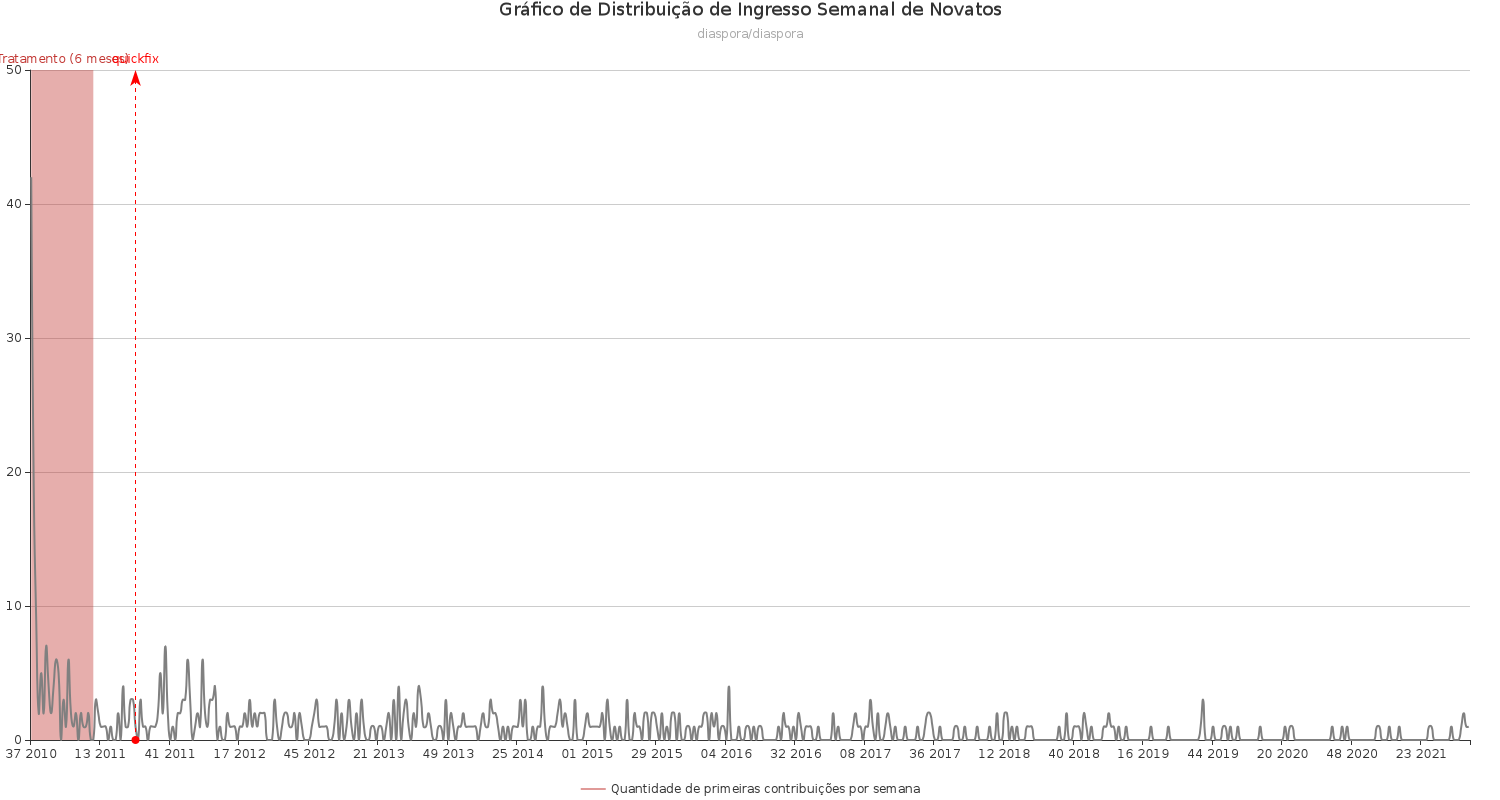 Gráfico de Distribuição de Ingresso Semanal de Novatos
diaspora/diaspora
Tratamento (6 meses)
quickfix
50
40
30
20
10
0
37 2010 13 2011 41 2011 17 2012 45 2012 21 2013 49 2013 25 2014 01 2015 29 2015 04 2016 32 2016 08 2017 36 2017 12 2018 40 2018 16 2019 44 2019 20 2020 48 2020 23 2021
Quantidade de primeiras contribuições por semana